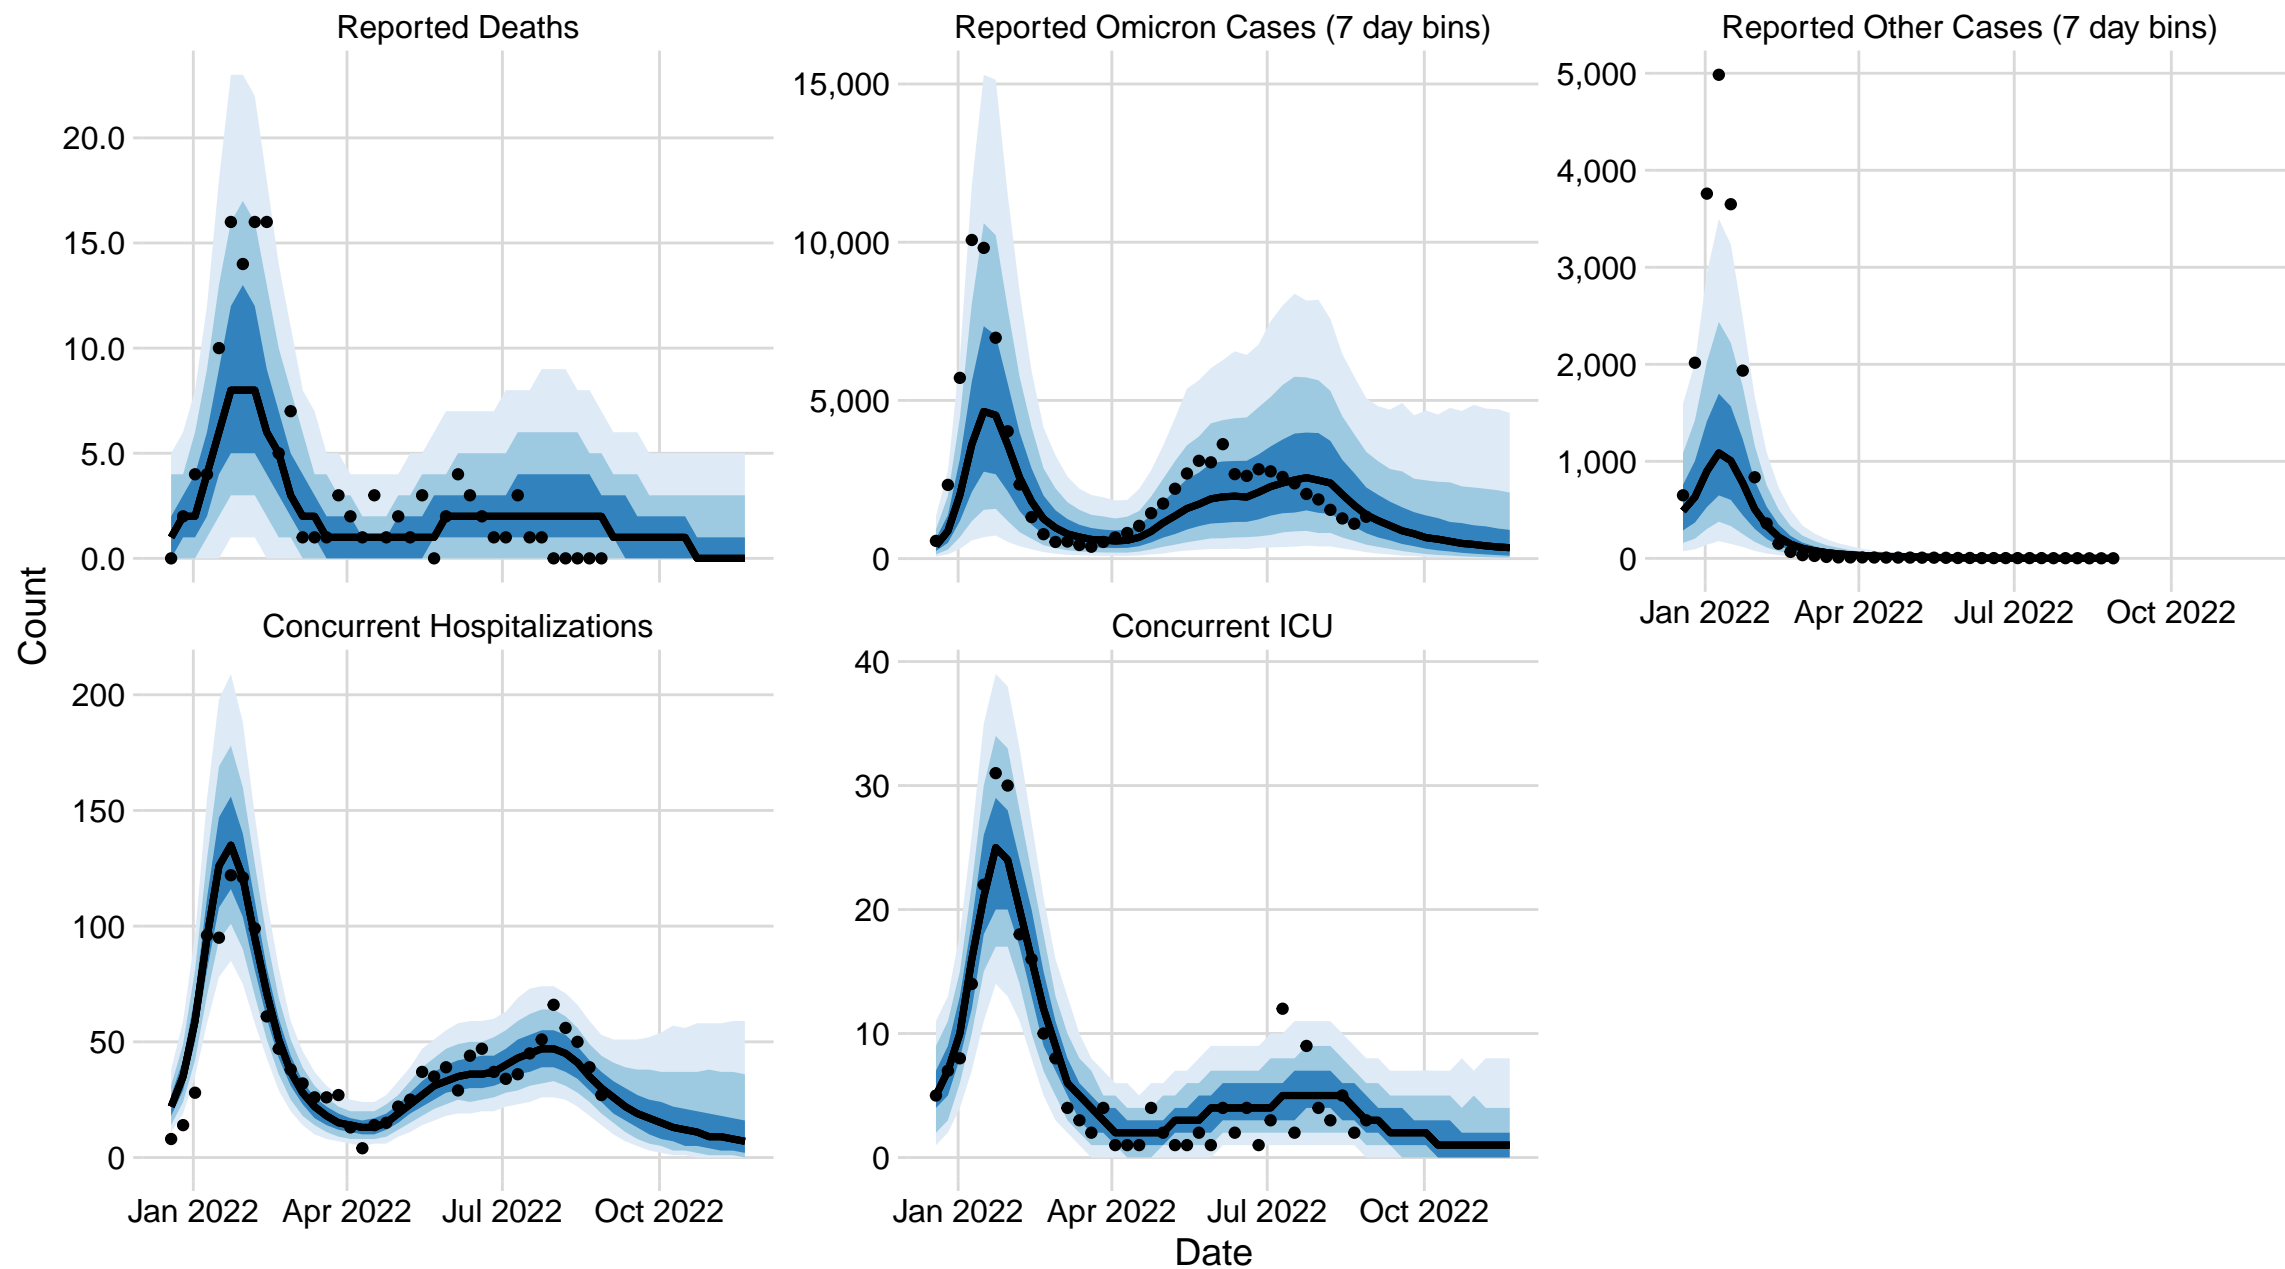 Reported Deaths
Reported Omicron Cases (7 day bins)
Reported Other Cases (7 day bins)
20.0
15.0
10.0
5.0
0.0
15,000
10,000
5,000
0
5,000
4,000
3,000
2,000
1,000
0
Jan 2022 Apr 2022 Jul 2022 Oct 2022
Count
Concurrent Hospitalizations
Concurrent ICU
200
150
100
50
0
40
30
20
10
0
Jan 2022 Apr 2022 Jul 2022 Oct 2022
Jan 2022 Apr 2022 Jul 2022 Oct 2022
Date